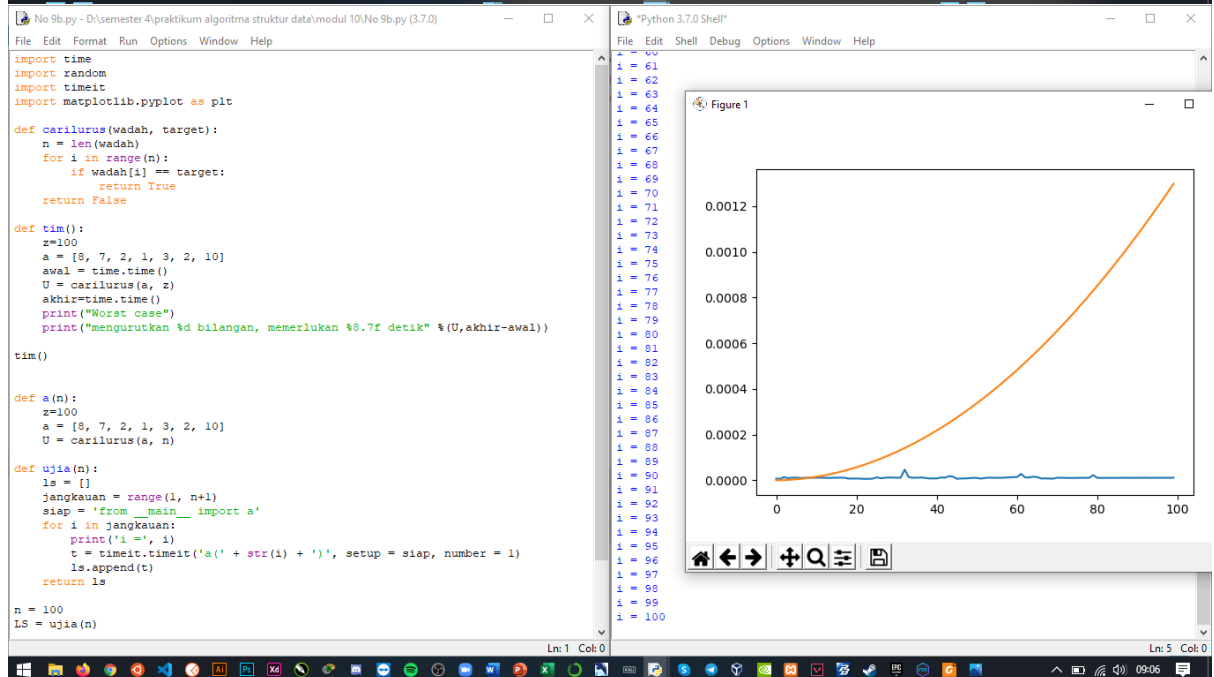 No 9b.py - D:\semester 4\praktikum algoritma struktur data\modul 10\No 9b.py (3.7.0)
File Edit Format Run Options Window Help
import time
import random
import timeit
import matplotlib.pyplot as plt
def carilurus(wadah, target):
    n = len(wadah)
    for i in range(n):
        if wadah[i] == target:
            return True
    return False
def tim():
    z=100
    a = [8, 7, 2, 1, 3, 2, 10]
    awal = time.time()
    U = carilurus(a, z)
    akhir=time.time()
    print("Worst case")
    print("mengurutkan %d bilangan, memerlukan %8.7f detik" %(U,akhir-awal))
tim()
def a(n):
    z=100
    a = [8, 7, 2, 1, 3, 2, 10]
    U = carilurus(a, n)
def ujia(n):
    ls = []
    jangkauan = range(1, n+1)
    siap = 'from __main__ import a'
    for i in jangkauan:
        print('i =', i)
        t = timeit.timeit('a(' + str(i) + ')', setup = siap, number = 1)
        ls.append(t)
    return ls
n = 100
LS = ujia(n)
Ln: 1 Col: 0
*Python 3.7.0 Shell*
File Edit Shell Debug Options Window Help
i = 60
i = 61
i = 62
i = 63
i = 64
i = 65
i = 66
i = 67
i = 68
i = 69
i = 70
i = 71
i = 72
i = 73
i = 74
i = 75
i = 76
i = 77
i = 78
i = 79
i = 80
i = 81
i = 82
i = 83
i = 84
i = 85
i = 86
i = 87
i = 88
i = 89
i = 90
i = 91
i = 92
i = 93
i = 94
i = 95
i = 96
i = 97
i = 98
i = 99
i = 100
Figure 1
0.0012
0.0010
0.0008
0.0006
0.0004
0.0002
0.0000
0 20 40 60 80 100
Ln: 5 Col: 0
Ai Ps Xd
09:06